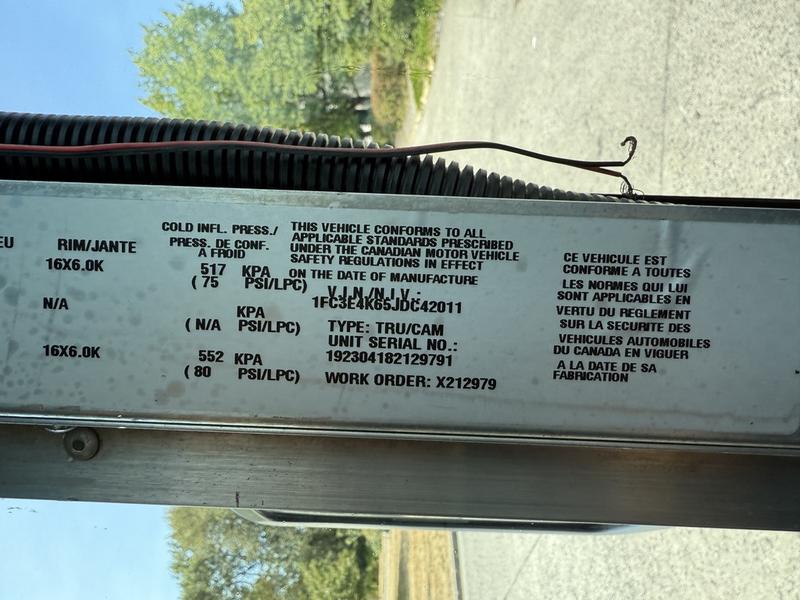 EU RIM/JANTE
16X6.0K
N/A
16X6.0K
COLD INFL. PRESS./
PRESS. DE CONF.
A FROID
517 KPA
( 75 PSI/LPC)
KPA
( N/A PSI/LPC)
552 KPA
( 80 PSI/LPC)
THIS VEHICLE CONFORMS TO ALL
APPLICABLE STANDARDS PRESCRIBED
UNDER THE CANADIAN MOTOR VEHICLE
SAFETY REGULATIONS IN EFFECT
ON THE DATE OF MANUFACTURE
V.I.N./N.I.V.:
1FC3E4K65JDC42011
TYPE: TRU/CAM
UNIT SERIAL NO.:
192304182129791
WORK ORDER: X212979
CE VEHICULE EST
CONFORME A TOUTES
LES NORMES QUI LUI
SONT APPLICABLES EN
VERTU DU REGLEMENT
SUR LA SECURITE DES
VEHICULES AUTOMOBILES
DU CANADA EN VIGUER
A LA DATE DE SA
FABRICATION